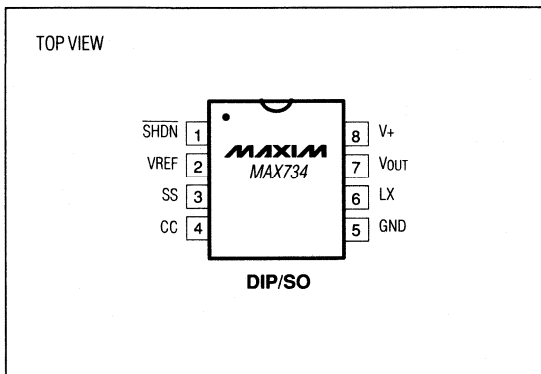 TOP VIEW
SHDN 1
VREF 2
SS 3
CC 4
MAXIM
MAX734
8 V+
7 VOUT
6 LX
5 GND
DIP/SO